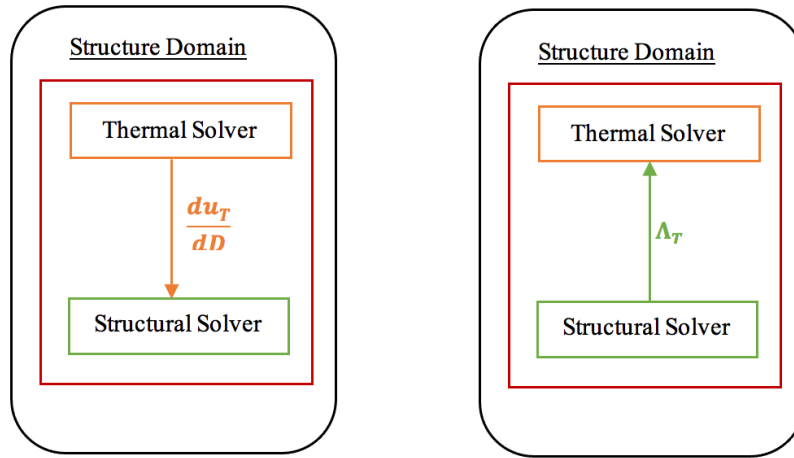 Structure Domain
Thermal Solver
du_T
dD
Structural Solver
Structure Domain
Thermal Solver
Λ_T
Structural Solver